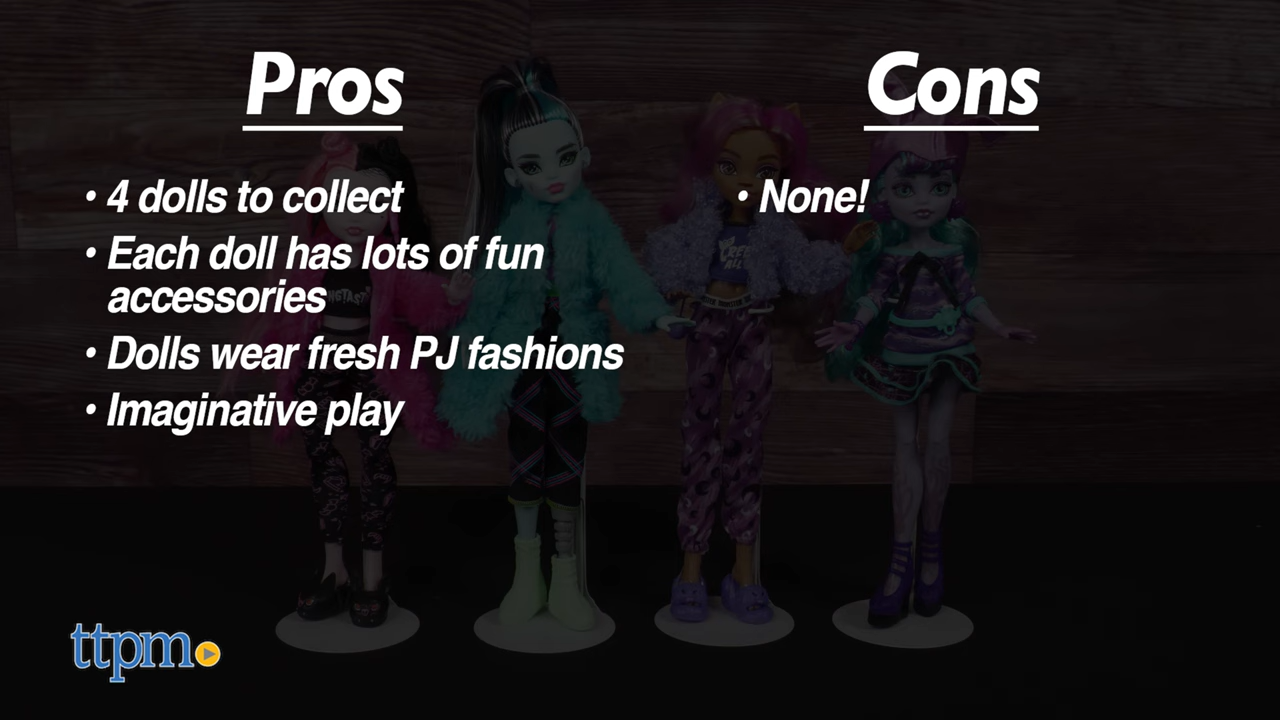 Pros
Cons
• 4 dolls to collect
• Each doll has lots of fun
accessories
• Dolls wear fresh PJ fashions
• Imaginative play
• None!
ttpm